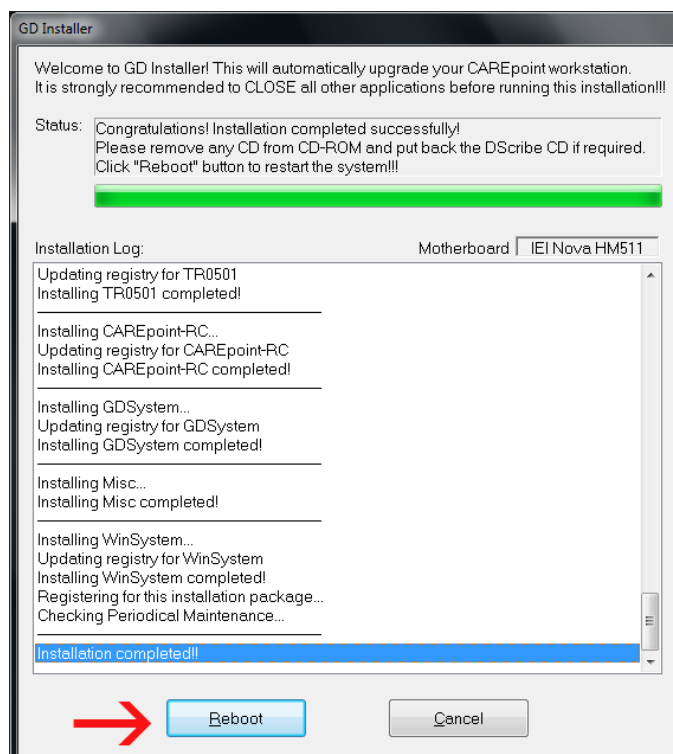 GD Installer
Welcome to GD Installer! This will automatically upgrade your CAREpoint workstation.
It is strongly recommended to CLOSE all other applications before running this installation!!!
Status:
Congratulations! Installation completed successfully!
Please remove any CD from CD-ROM and put back the DScribe CD if required.
Click "Reboot" button to restart the system!!!
Installation Log:
Motherboard IEI Nova HM511
Updating registry for TR0501
Installing TR0501 completed!
Installing CAREpoint-RC...
Updating registry for CAREpoint-RC
Installing CAREpoint-RC completed!
Installing GDSystem...
Updating registry for GDSystem
Installing GDSystem completed!
Installing Misc...
Installing Misc completed!
Installing WinSystem...
Updating registry for WinSystem
Installing WinSystem completed!
Registering for this installation package...
Checking Periodical Maintenance...
Installation completed!!
Reboot
Cancel